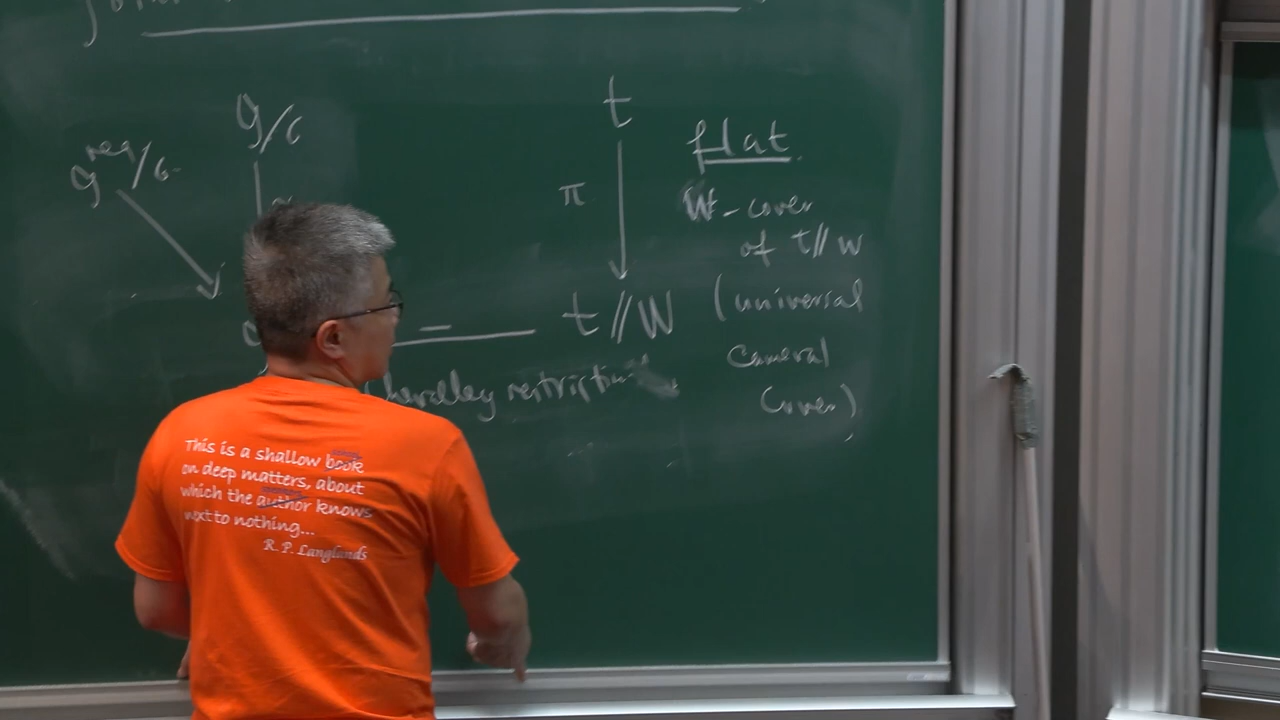 g/G
g^reg/G
t
π
flat
W-cover
of t//W
= t//W
(universal
cameral
cover)
restriction
This is a shallow book
on deep matters, about
which the author knows
next to nothing...
R. P. Langlands